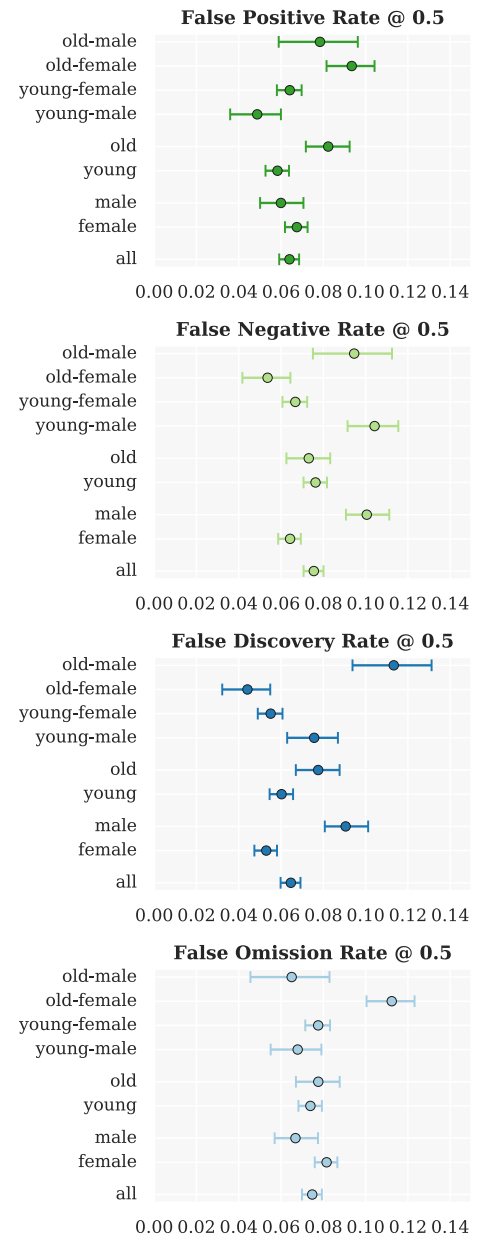 False Positive Rate @ 0.5
old-male
old-female
young-female
young-male
old
young
male
female
all
0.00 0.02 0.04 0.06 0.08 0.10 0.12 0.14
False Negative Rate @ 0.5
old-male
old-female
young-female
young-male
old
young
male
female
all
0.00 0.02 0.04 0.06 0.08 0.10 0.12 0.14
False Discovery Rate @ 0.5
old-male
old-female
young-female
young-male
old
young
male
female
all
0.00 0.02 0.04 0.06 0.08 0.10 0.12 0.14
False Omission Rate @ 0.5
old-male
old-female
young-female
young-male
old
young
male
female
all
0.00 0.02 0.04 0.06 0.08 0.10 0.12 0.14